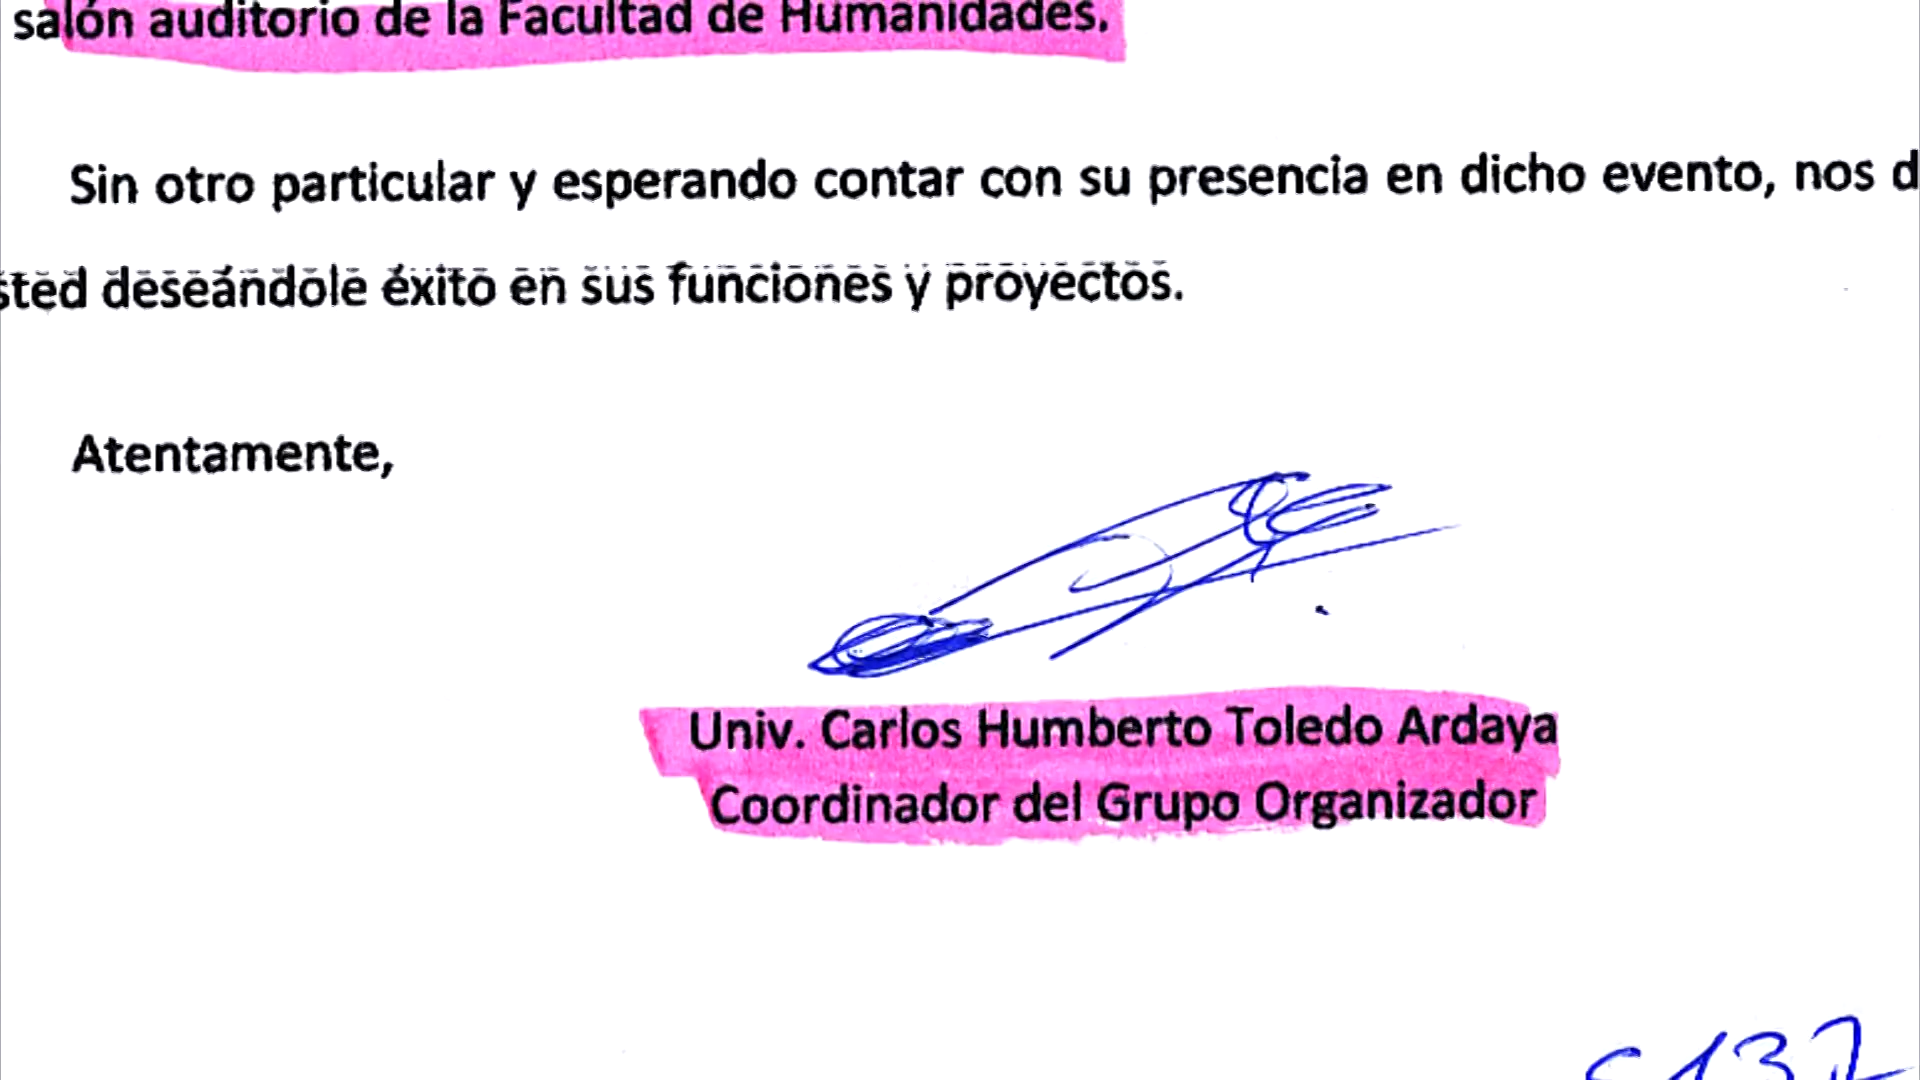 salón auditorio de la Facultad de Humanidades.
Sin otro particular y esperando contar con su presencia en dicho evento, nos d
sted deseándole éxito en sus funciones y proyectos.
Atentamente,
Univ. Carlos Humberto Toledo Ardaya
Coordinador del Grupo Organizador